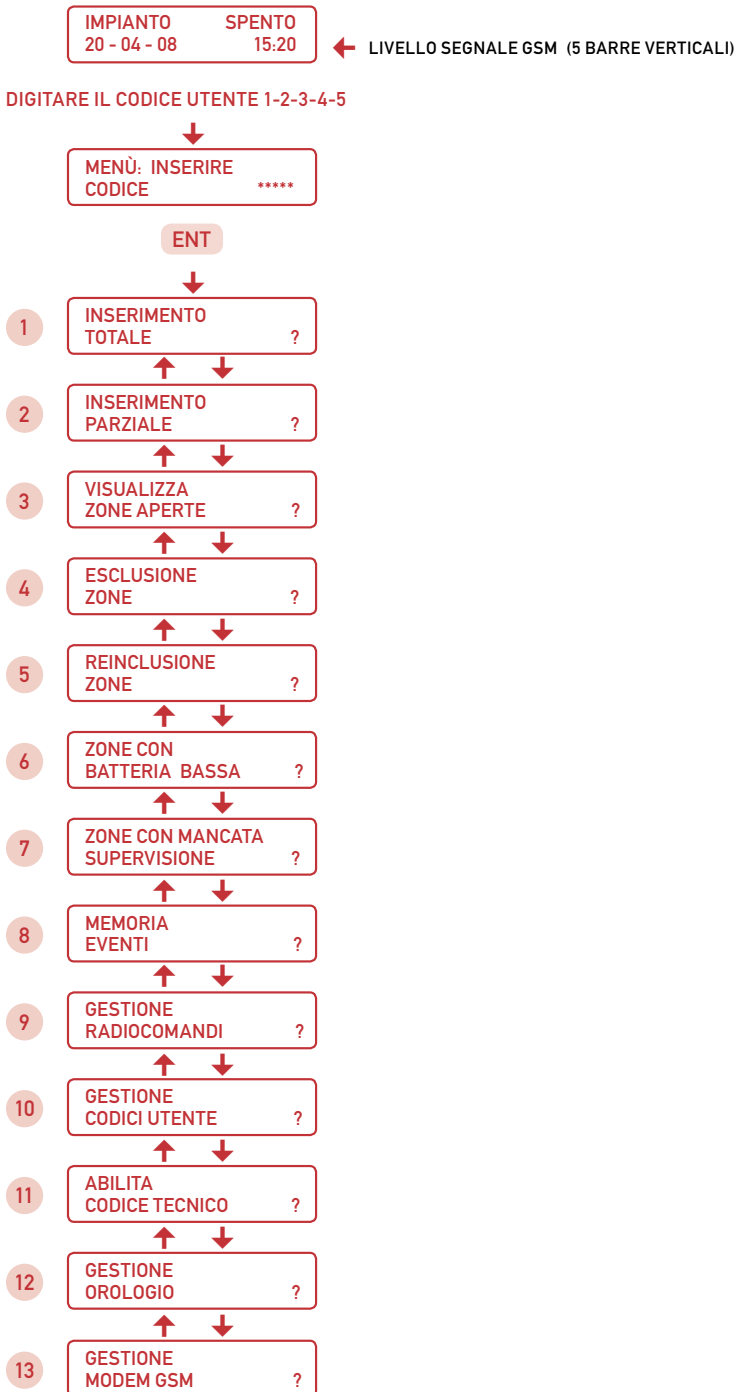 IMPIANTO SPENTO
20 - 04 - 08 15:20
LIVELLO SEGNALE GSM (5 BARRE VERTICALI)
DIGITARE IL CODICE UTENTE 1-2-3-4-5
MENÙ: INSERIRE
CODICE *****
ENT
1
INSERIMENTO
TOTALE ?
2
INSERIMENTO
PARZIALE ?
3
VISUALIZZA
ZONE APERTE ?
4
ESCLUSIONE
ZONE ?
5
REINCLUSIONE
ZONE ?
6
ZONE CON
BATTERIA BASSA ?
7
ZONE CON MANCATA
SUPERVISIONE ?
8
MEMORIA
EVENTI ?
9
GESTIONE
RADIOCOMANDI ?
10
GESTIONE
CODICI UTENTE ?
11
ABILITA
CODICE TECNICO ?
12
GESTIONE
OROLOGIO ?
13
GESTIONE
MODEM GSM ?